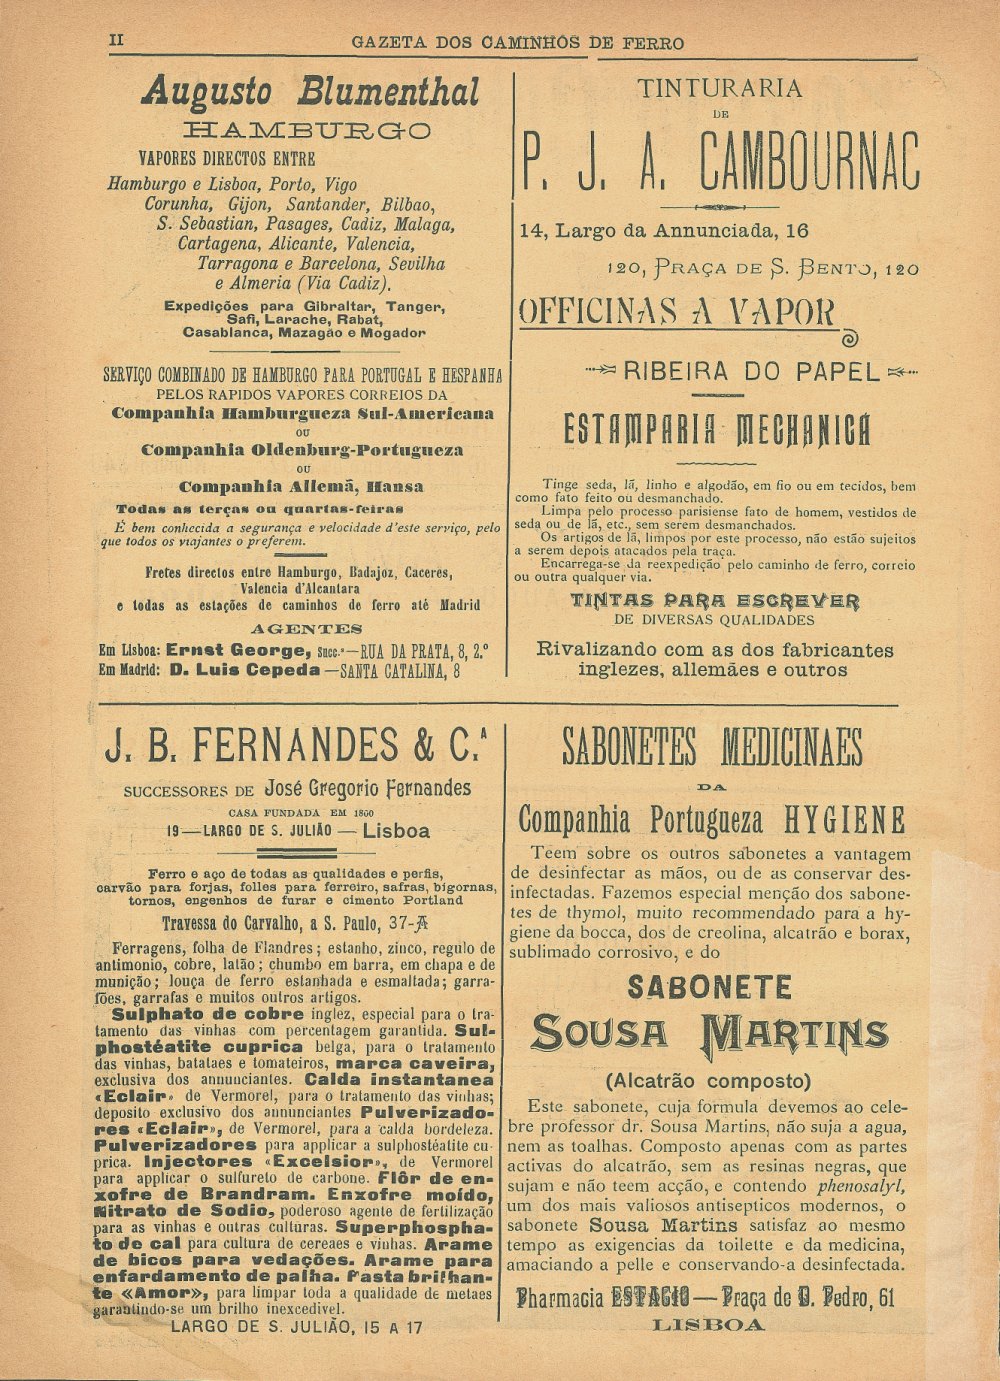 II
GAZETA DOS CAMINHOS DE FERRO
Augusto Blumenthal
HAMBURGO
VAPORES DIRECTOS ENTRE
Hamburgo e Lisboa, Porto, Vigo
Corunha, Gijon, Santander, Bilbao,
S. Sebastian, Pasages, Cadiz, Malaga,
Cartagena, Alicante, Valencia,
Tarragona e Barcelona, Sevilha
e Almeria (Via Cadiz).
Expedições para Gibraltar, Tanger,
Safi, Larache, Rabat,
Casablanca, Mazagão e Mogador
SERVIÇO COMBINADO DE HAMBURGO PARA PORTUGAL E HESPANHA
PELOS RAPIDOS VAPORES CORREIOS DA
Companhia Hamburgueza Sul-Americana
OU
Companhia Oldenburg-Portugueza
OU
Companhia Allemã, Hansa
Todas as terças ou quartas-feiras
É bem conhecida a segurança e velocidade d'este serviço, pelo
que todos os viajantes o preferem.
Fretes directos entre Hamburgo, Badajoz, Caceres,
Valencia d'Alcantara
e todas as estações de caminhos de ferro até Madrid
AGENTES
Em Lisboa: Ernst George, Succ.ª—RUA DA PRATA, 8, 2.º
Em Madrid: D. Luis Cepeda—SANTA CATALINA, 8
TINTURARIA
DE
P. J. A. CAMBOURNAC
14, Largo da Annunciada, 16
120, PRAÇA DE S. BENTO, 120
OFFICINAS A VAPOR
RIBEIRA DO PAPEL
ESTAMPARIA MECHANICA
Tinge seda, lã, linho e algodão, em fio ou em tecidos, bem
como fato feito ou desmanchado.
Limpa pelo processo parisiense fato de homem, vestidos de
seda ou de lã, etc., sem serem desmanchados.
Os artigos de lã, limpos por este processo, não estão sujeitos
a serem depois atacados pela traça.
Encarrega-se da reexpedição pelo caminho de ferro, correio
ou outra qualquer via.
TINTAS PARA ESCREVER
DE DIVERSAS QUALIDADES
Rivalizando com as dos fabricantes
inglezes, allemães e outros
J. B. FERNANDES & C.ª
SUCCESSORES DE José Gregorio Fernandes
CASA FUNDADA EM 1860
19—LARGO DE S. JULIÃO — Lisboa
Ferro e aço de todas as qualidades e perfis,
carvão para forjas, folles para ferreiro, safras, bigornas,
tornos, engenhos de furar e cimento Portland
Travessa do Carvalho, a S. Paulo, 37-A
Ferragens, folha de Flandres; estanho, zinco, regulo de
antimonio, cobre, latão; chumbo em barra, em chapa e de
munição; louça de ferro estanhada e esmaltada; garra-
fões, garrafas e muitos outros artigos.
Sulphato de cobre inglez, especial para o tra-
tamento das vinhas com percentagem garantida. Sul-
phostéatite cuprica belga, para o tratamento
das vinhas, batataes e tomateiros, marca caveira,
exclusiva dos annunciantes. Calda instantanea
«Eclair» de Vermorel, para o tratamento das vinhas;
deposito exclusivo dos annunciantes Pulverizado-
res «Eclair», de Vermorel, para a calda bordeleza.
Pulverizadores para applicar a sulphostéatite cu-
prica. Injectores «Excelsior», de Vermorel
para applicar o sulfureto de carbone. Flôr de en-
xofre de Brandram. Enxofre moído,
Nitrato de Sodio, poderoso agente de fertilização
para as vinhas e outras culturas. Superphospha-
to de cal para cultura de cereaes e vinhas. Arame
de bicos para vedações. Arame para
enfardamento de palha. Pasta brilhan-
te «Amor», para limpar toda a qualidade de metaes
garantindo-se um brilho inexcedivel.
LARGO DE S. JULIÃO, 15 A 17
SABONETES MEDICINAES
DA
Companhia Portugueza HYGIENE
Teem sobre os outros sabonetes a vantagem
de desinfectar as mãos, ou de as conservar des-
infectadas. Fazemos especial menção dos sabone-
tes de thymol, muito recommendado para a hy-
giene da bocca, dos de creolina, alcatrão e borax,
sublimado corrosivo, e do
SABONETE
SOUSA MARTINS
(Alcatrão composto)
Este sabonete, cuja formula devemos ao cele-
bre professor dr. Sousa Martins, não suja a agua,
nem as toalhas. Composto apenas com as partes
activas do alcatrão, sem as resinas negras, que
sujam e não teem acção, e contendo phenosalyl,
um dos mais valiosos antisepticos modernos, o
sabonete Sousa Martins satisfaz ao mesmo
tempo as exigencias da toilette e da medicina,
amaciando a pelle e conservando-a desinfectada.
Pharmacia ESTACIO—Praça de D. Pedro, 61
LISBOA